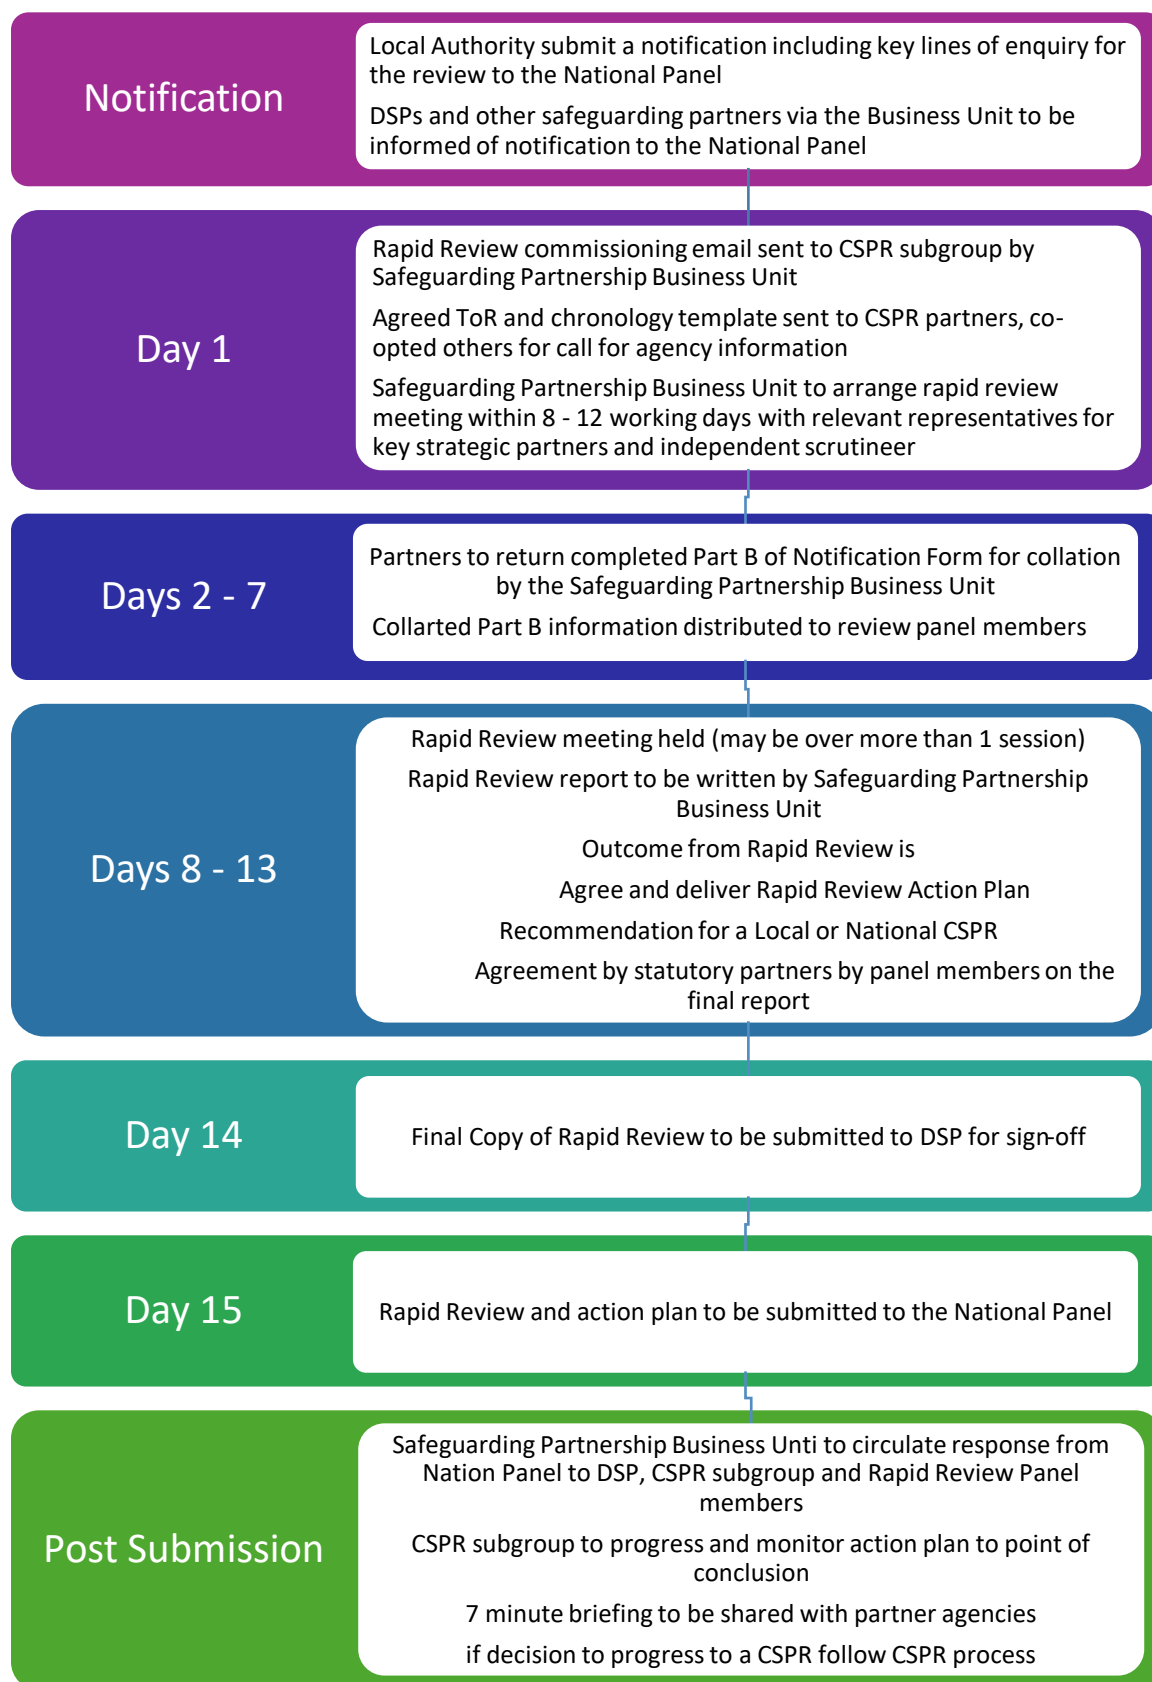 Notification
Local Authority submit a notification including key lines of enquiry for
the review to the National Panel
DSPs and other safeguarding partners via the Business Unit to be
informed of notification to the National Panel
Day 1
Rapid Review commissioning email sent to CSPR subgroup by
Safeguarding Partnership Business Unit
Agreed ToR and chronology template sent to CSPR partners, co-
opted others for call for agency information
Safeguarding Partnership Business Unit to arrange rapid review
meeting within 8 - 12 working days with relevant representatives for
key strategic partners and independent scrutineer
Days 2 - 7
Partners to return completed Part B of Notification Form for collation
by the Safeguarding Partnership Business Unit
Collarted Part B information distributed to review panel members
Days 8 - 13
Rapid Review meeting held (may be over more than 1 session)
Rapid Review report to be written by Safeguarding Partnership
Business Unit
Outcome from Rapid Review is
Agree and deliver Rapid Review Action Plan
Recommendation for a Local or National CSPR
Agreement by statutory partners by panel members on the
final report
Day 14
Final Copy of Rapid Review to be submitted to DSP for sign-off
Day 15
Rapid Review and action plan to be submitted to the National Panel
Post Submission
Safeguarding Partnership Business Unti to circulate response from
Nation Panel to DSP, CSPR subgroup and Rapid Review Panel
members
CSPR subgroup to progress and monitor action plan to point of
conclusion
7 minute briefing to be shared with partner agencies
if decision to progress to a CSPR follow CSPR process